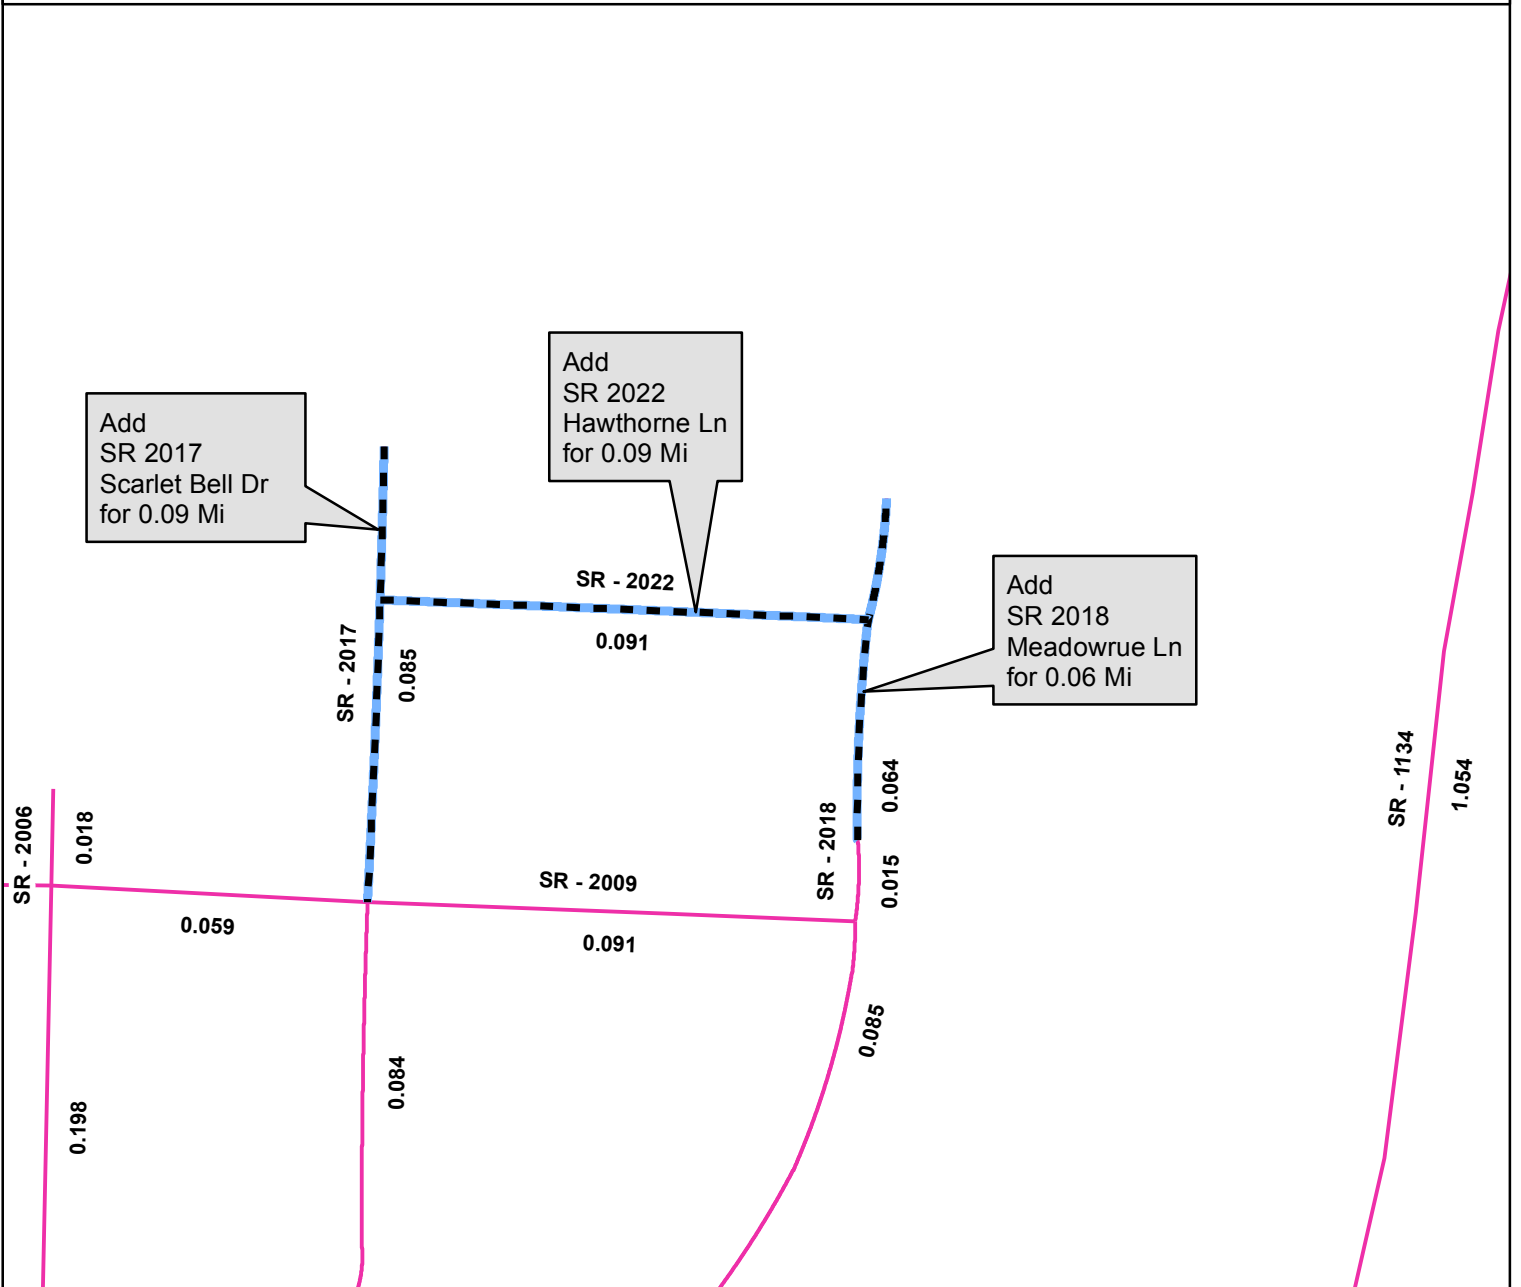 Add
SR 2022
Hawthorne Ln
for 0.09 Mi
Add
SR 2017
Scarlet Bell Dr
for 0.09 Mi
Add
SR 2018
Meadowrue Ln
for 0.06 Mi
SR - 2022
0.091
SR - 2017
0.085
SR - 1134
1.054
0.064
SR - 2018
0.015
SR - 2006
0.018
SR - 2009
0.059
0.091
0.085
0.084
0.198